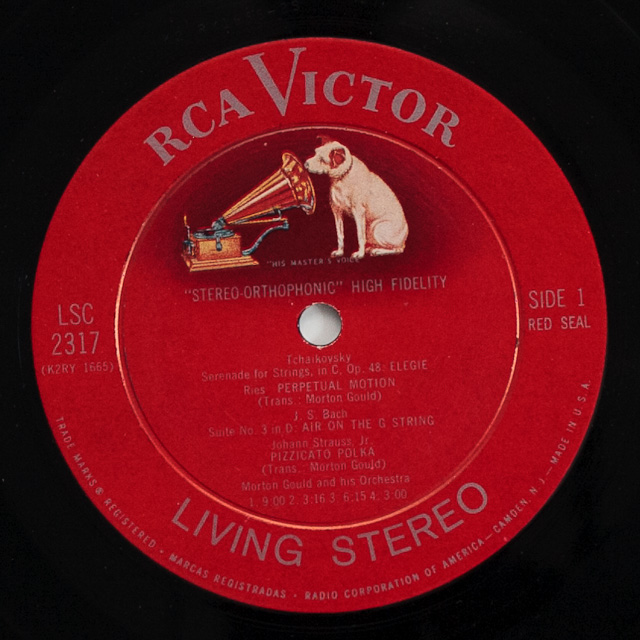 RCA VICTOR
"HIS MASTER'S VOICE"
"STEREO-ORTHOPHONIC" HIGH FIDELITY
LSC
2317
(K2RY 1665)
SIDE 1
RED SEAL
Tchaikovsky
Serenade for Strings, in C, Op. 48: ELEGIE
Ries PERPETUAL MOTION
(Trans.: Morton Gould)
J. S. Bach
Suite No. 3 in D: AIR ON THE G STRING
Johann Strauss, Jr.
PIZZICATO POLKA
(Trans.: Morton Gould)
Morton Gould and his Orchestra
1. 9:00 2. 3:16 3. 6:15 4. 3:00
LIVING STEREO
TRADE MARKS ® REGISTERED · MARCAS REGISTRADAS · RADIO CORPORATION OF AMERICA—CAMDEN, N. J.—MADE IN U.S.A.